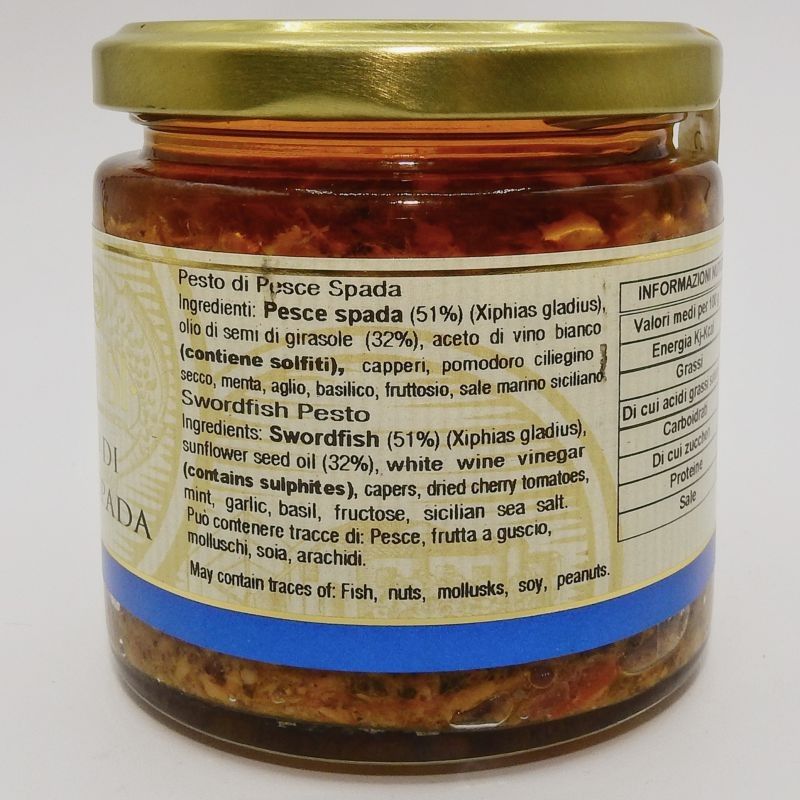 Pesto di Pesce Spada
Ingredienti: Pesce spada (51%) (Xiphias gladius),
olio di semi di girasole (32%), aceto di vino bianco
(contiene solfiti), capperi, pomodoro ciliegino
secco, menta, aglio, basilico, fruttosio, sale marino siciliano
Swordfish Pesto
Ingredients: Swordfish (51%) (Xiphias gladius),
sunflower seed oil (32%), white wine vinegar
(contains sulphites), capers, dried cherry tomatoes,
mint, garlic, basil, fructose, sicilian sea salt.
Può contenere tracce di: Pesce, frutta a guscio,
molluschi, soia, arachidi.
May contain traces of: Fish, nuts, mollusks, soy, peanuts.
DI
PADA
INFORMAZIONI
Valori medi per 100
Energia Kj-Kcal
Grassi
Di cui acidi grassi
Carboidrati
Di cui zuccheri
Proteine
Sale